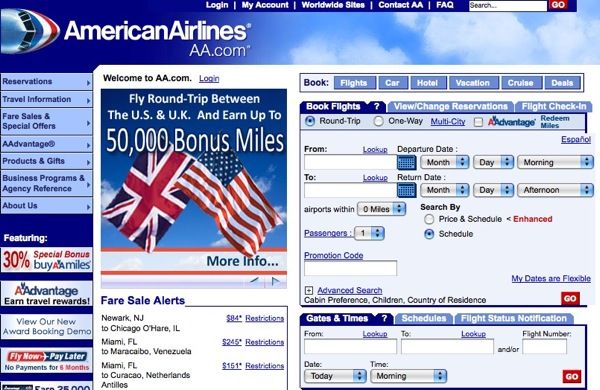 Login | My Account | Worldwide Sites | Contact AA | FAQ Search... GO
AmericanAirlines®
AA.com®
Reservations
Travel Information
Fare Sales &
Special Offers
AAdvantage®
Products & Gifts
Business Programs &
Agency Reference
About Us
Featuring:
30% Special Bonus
buyAAmiles
AAdvantage
Earn travel rewards!
View Our New
Award Booking Demo
Fly Now Pay Later
No Payments for 6 Months
Earn 25,000
Welcome to AA.com. Login
Fly Round-Trip Between
The U.S. & U.K. And Earn Up To
50,000 Bonus Miles
More Info...
Fare Sale Alerts
Newark, NJ
to Chicago O'Hare, IL
$84* Restrictions
Miami, FL
to Maracaibo, Venezuela
$245* Restrictions
Miami, FL
to Curacao, Netherlands
Antilles
$151* Restrictions
Book: Flights Car Hotel Vacation Cruise Deals
Book Flights ? View/Change Reservations Flight Check-In
Round-Trip One-Way Multi-City AAdvantage Redeem
Miles
Español
From: Lookup Departure Date :
Month Day Morning
To: Lookup Return Date :
Month Day Afternoon
airports within 0 Miles
Search By
Price & Schedule < Enhanced
Passengers : 1
Schedule
Promotion Code
My Dates are Flexible
Advanced Search
Cabin Preference, Children, Country of Residence
GO
Gates & Times ? Schedules Flight Status Notification
From: Lookup To: Lookup Flight Number:
and/or
Date: Time:
Today Morning
GO